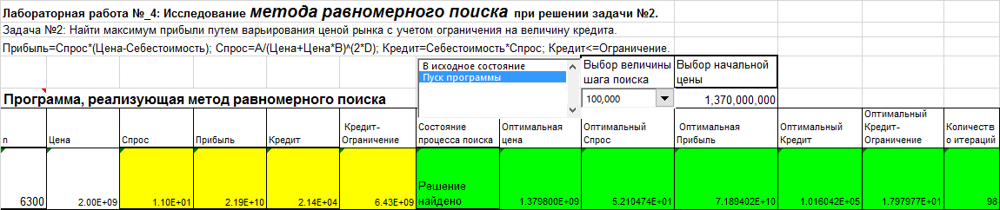 Лабораторная работа №_4: Исследование метода равномерного поиска при решении задачи №2.
Задача №2: Найти максимум прибыли путем варьирования ценой рынка с учетом ограничения на величину кредита.
Прибыль=Спрос*(Цена-Себестоимость); Спрос=A/(Цена+Цена*B)^(2*D); Кредит=Себестоимость*Спрос; Кредит<=Ограничение.
В исходное состояние
Пуск программы
Выбор величины
шага поиска
Выбор начальной
цены
100,000
1,370,000,000
Программа, реализующая метод равномерного поиска
n
Цена
Спрос
Прибыль
Кредит
Кредит-
Ограничение
Состояние
процесса поиска
Оптимальная
цена
Оптимальный
Спрос
Оптимальная
Прибыль
Оптимальный
Кредит
Оптимальный
Кредит-
Ограничение
Количеств
о итераций
6300
2.00E+09
1.10E+01
2.19E+10
2.14E+04
6.43E+09
Решение
найдено
1.379800E+09
5.210474E+01
7.189402E+10
1.016042E+05
1.797977E+01
98